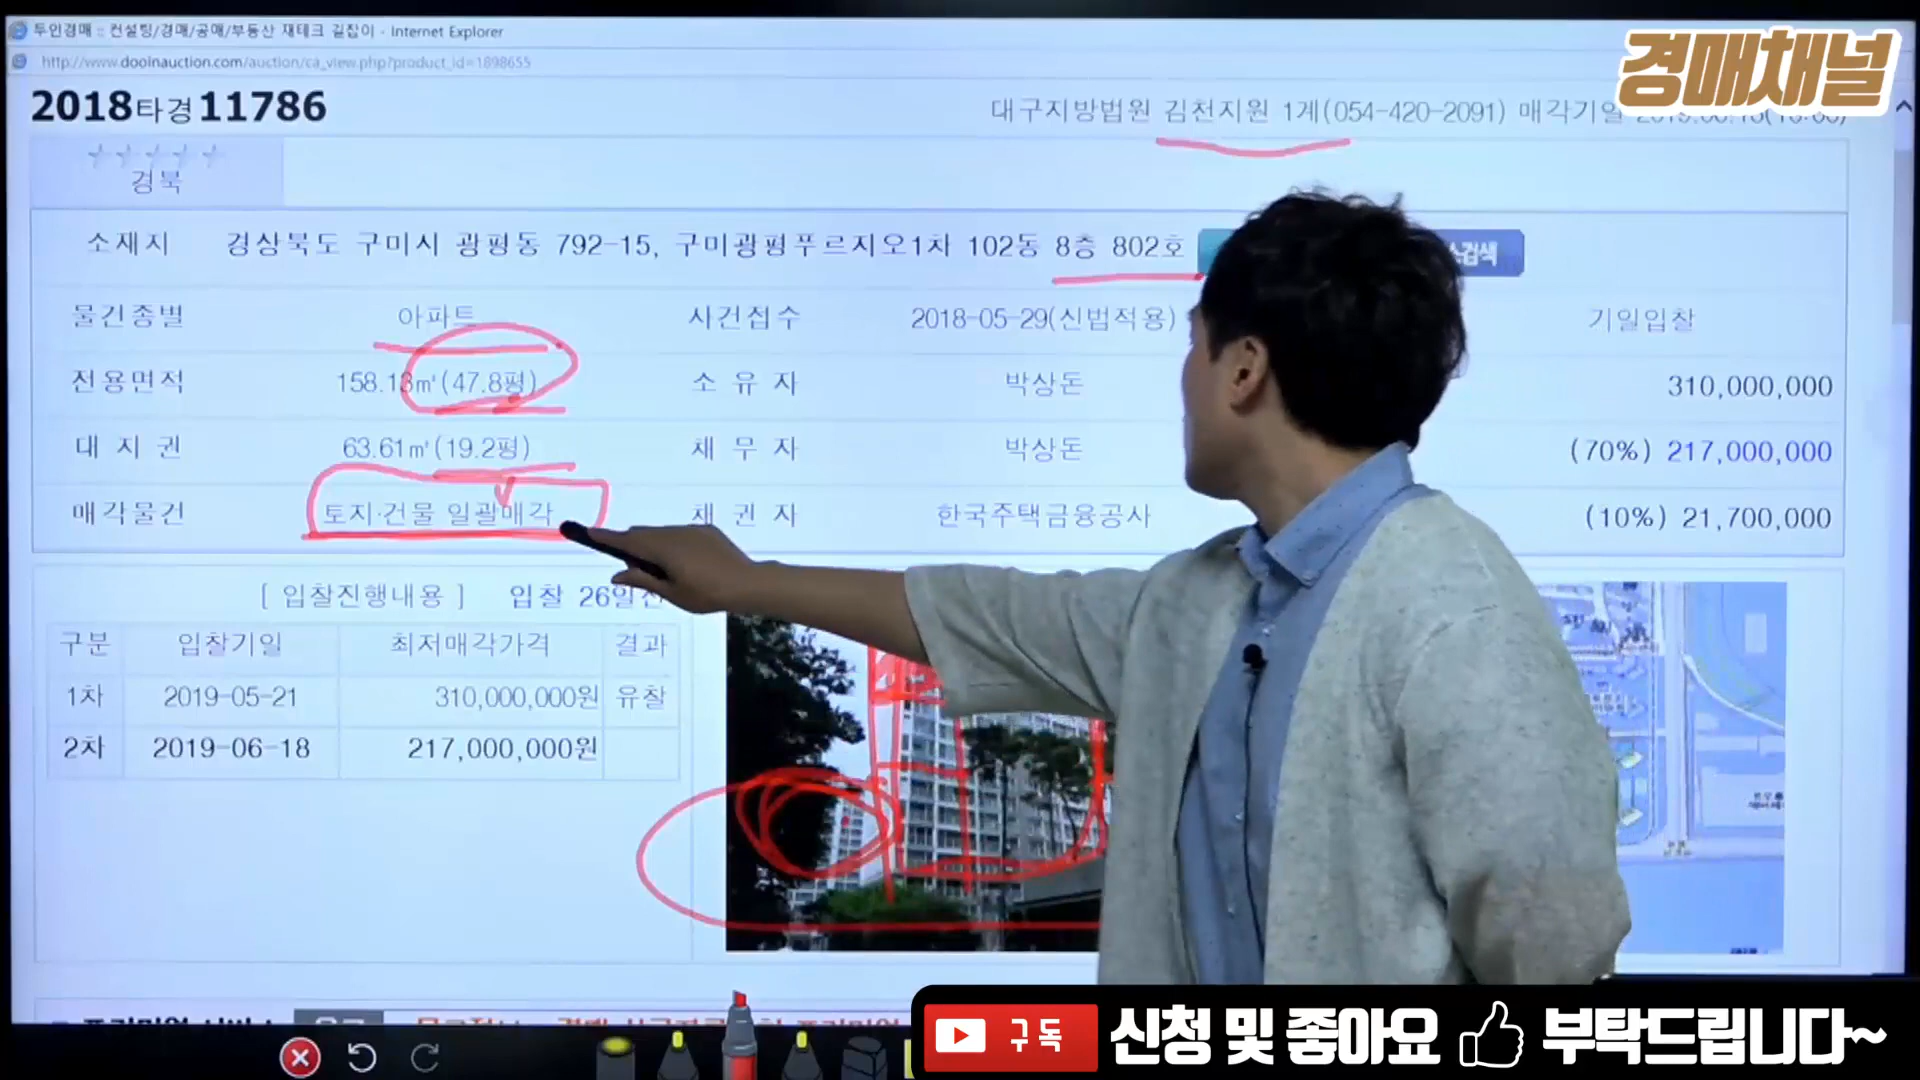 투인경매 :: 컨설팅/경매/공매/부동산 재테크 길잡이 - Internet Explorer
http://www.dooinauction.com/auction/ca_view.php?product_id=1898655
경매채널
2018타경11786
대구지방법원 김천지원 1계(054-420-2091) 매각기일
경북
소재지 경상북도 구미시 광평동 792-15, 구미광평푸르지오1차 102동 8층 802호
물건종별 아파트 사건접수 2018-05-29(신법적용) 기일입찰
전용면적 158.13㎡(47.8평) 소유자 박상돈 310,000,000
대지권 63.61㎡(19.2평) 채무자 박상돈 (70%) 217,000,000
매각물건 토지·건물 일괄매각 채권자 한국주택금융공사 (10%) 21,700,000
[ 입찰진행내용 ] 입찰 26일전
구분 입찰기일 최저매각가격 결과
1차 2019-05-21 310,000,000원 유찰
2차 2019-06-18 217,000,000원
구독 신청 및 좋아요 부탁드립니다~